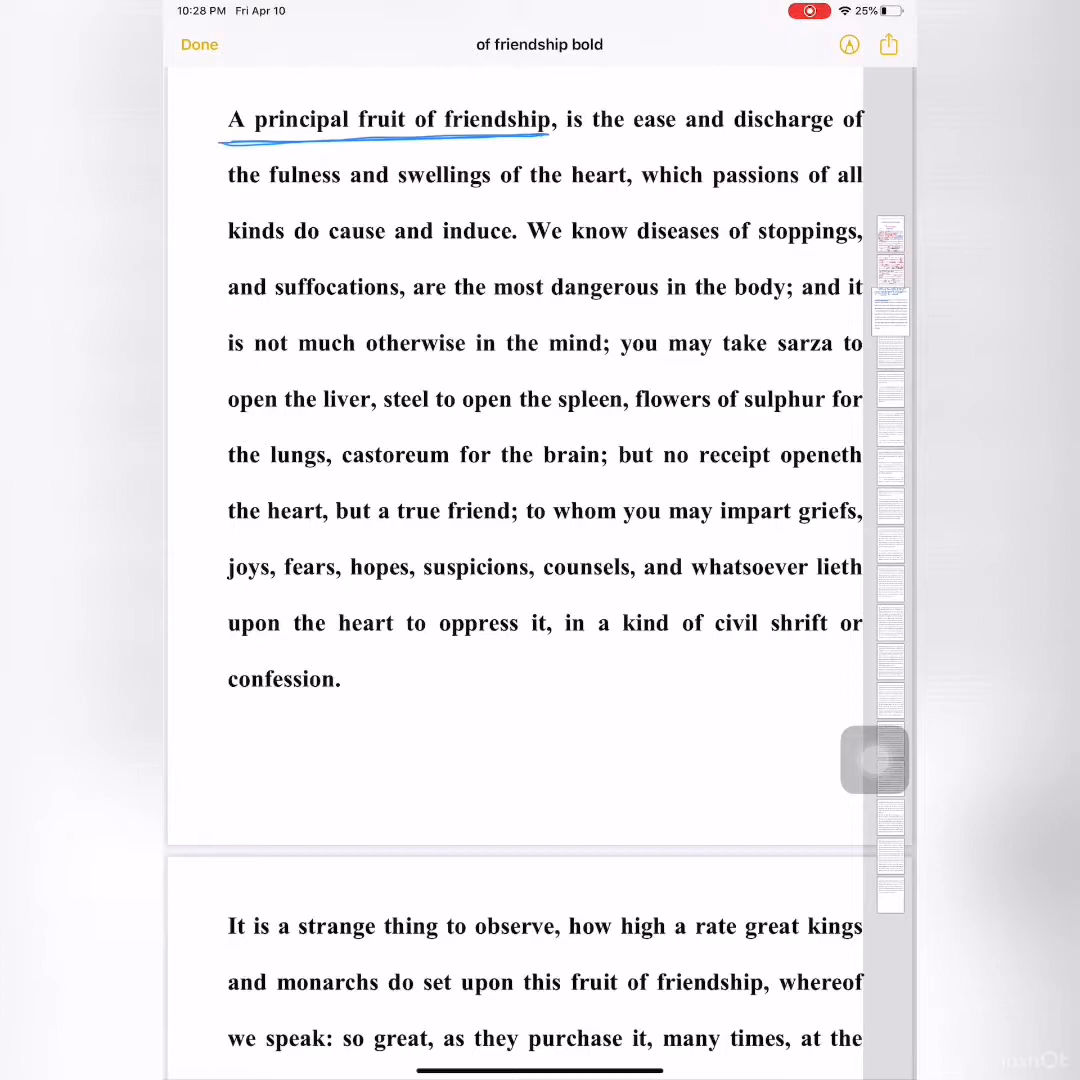 10:28 PM Fri Apr 10
25%
Done
of friendship bold
A principal fruit of friendship, is the ease and discharge of
the fulness and swellings of the heart, which passions of all
kinds do cause and induce. We know diseases of stoppings,
and suffocations, are the most dangerous in the body; and it
is not much otherwise in the mind; you may take sarza to
open the liver, steel to open the spleen, flowers of sulphur for
the lungs, castoreum for the brain; but no receipt openeth
the heart, but a true friend; to whom you may impart griefs,
joys, fears, hopes, suspicions, counsels, and whatsoever lieth
upon the heart to oppress it, in a kind of civil shrift or
confession.
It is a strange thing to observe, how high a rate great kings
and monarchs do set upon this fruit of friendship, whereof
we speak: so great, as they purchase it, many times, at the